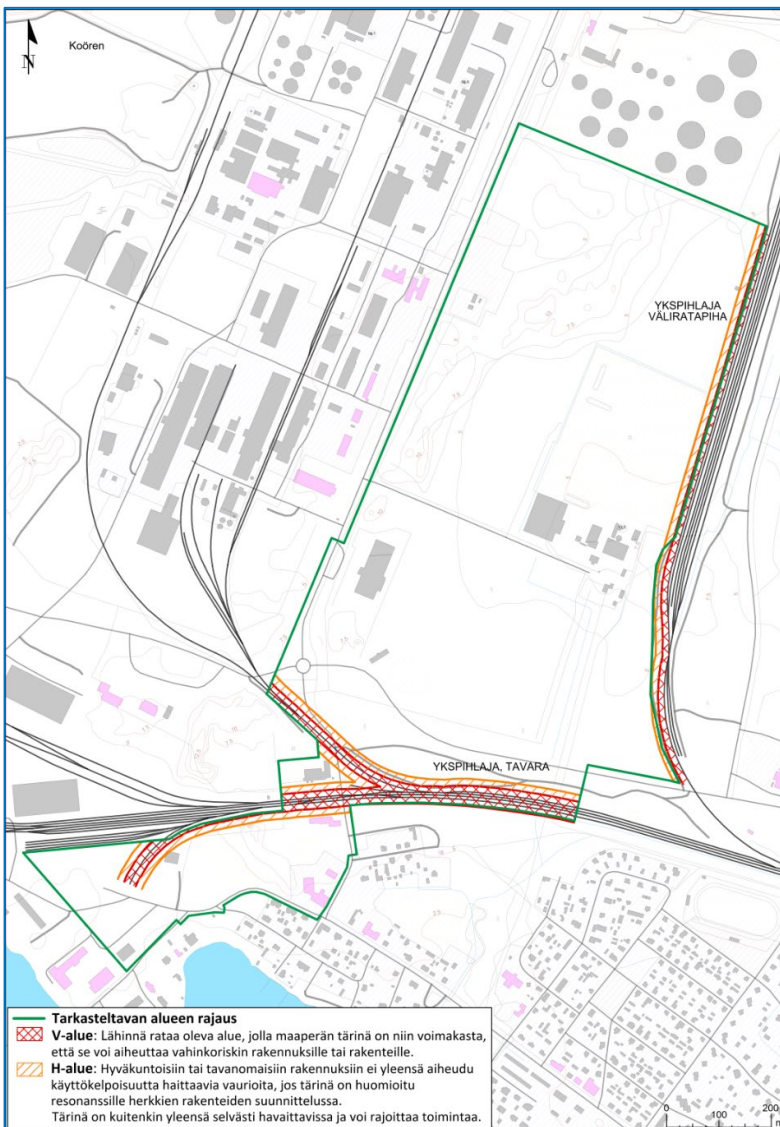 N
Koören
YKSPIHLAJA
VÄLIRATAPIHA
YKSPIHLAJA, TAVARA
Tarkasteltavan alueen rajaus
V-alue: Lähinnä rataa oleva alue, jolla maaperän tärinä on niin voimakasta,
että se voi aiheuttaa vahinkoriskin rakennuksille tai rakenteille.
H-alue: Hyväkuntoisiin tai tavanomaisiin rakennuksiin ei yleensä aiheudu
käyttökelpoisuutta haittaavia vaurioita, jos tärinä on huomioitu
resonanssille herkkien rakenteiden suunnittelussa.
Tärinä on kuitenkin yleensä selvästi havaittavissa ja voi rajoittaa toimintaa.
0 100 200